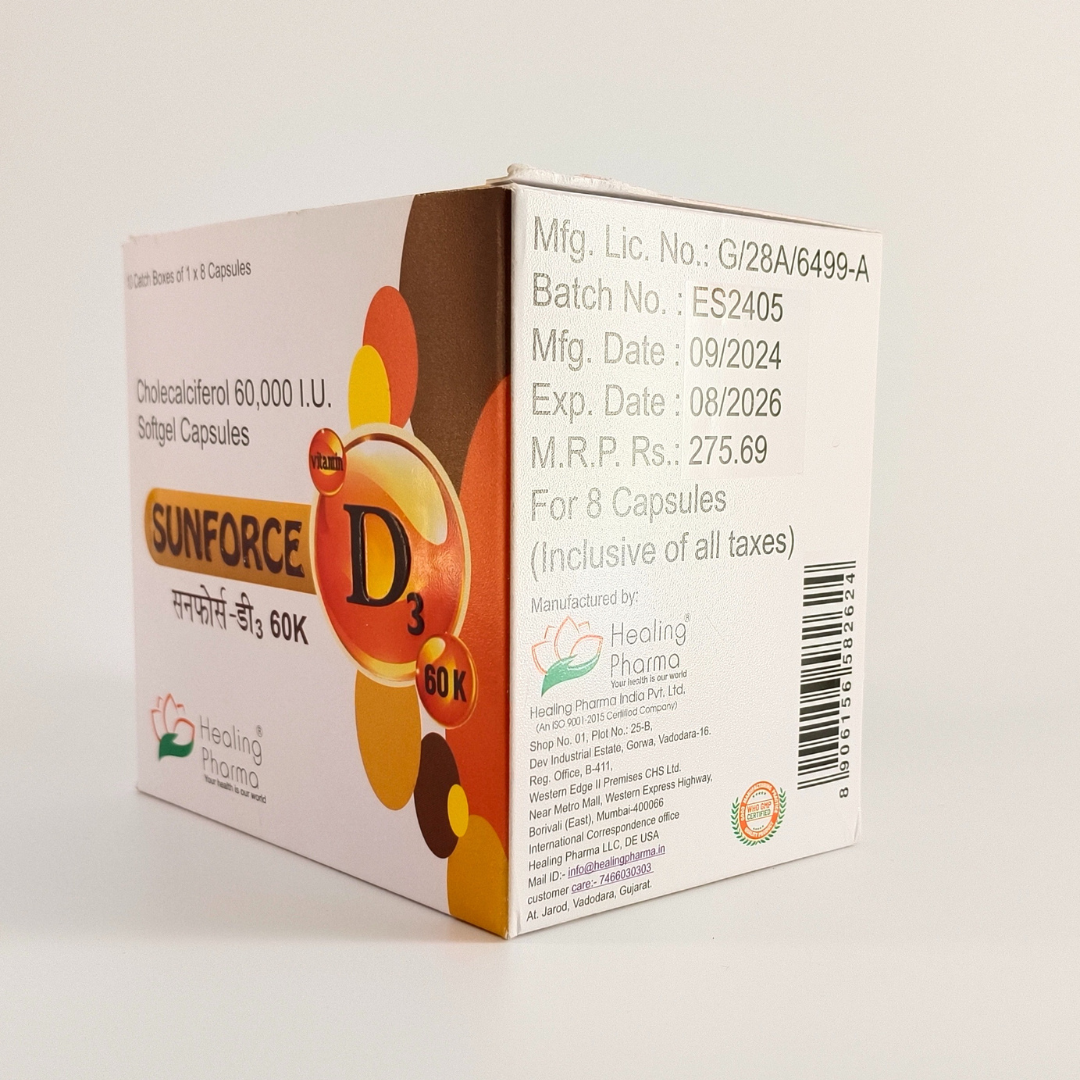 10 Catch Boxes of 1 x 8 Capsules
Cholecalciferol 60,000 I.U.
Softgel Capsules
vitamin
SUNFORCE
D3
सनफोर्स-डी3 60K
60 K
Healing®
Pharma
Your health is our world
Mfg. Lic. No.: G/28A/6499-A
Batch No. : ES2405
Mfg. Date : 09/2024
Exp. Date : 08/2026
M.R.P. Rs.: 275.69
For 8 Capsules
(Inclusive of all taxes)
Manufactured by:
Healing®
Pharma
Your health is our world
Healing Pharma India Pvt. Ltd.
(An ISO 9001-2015 Certified Company)
Shop No. 01, Plot No.: 25-B,
Dev Industrial Estate, Gorwa, Vadodara-16.
Reg. Office, B-411,
Western Edge II Premises CHS Ltd.
Near Metro Mall, Western Express Highway,
Borivali (East), Mumbai-400066
International Correspondence office
Healing Pharma LLC, DE USA
Mail ID:- info@healingpharma.in
customer care:- 7466030303
At. Jarod, Vadodara, Gujarat.
WHO GMP
CERTIFIED
8 906156 582624